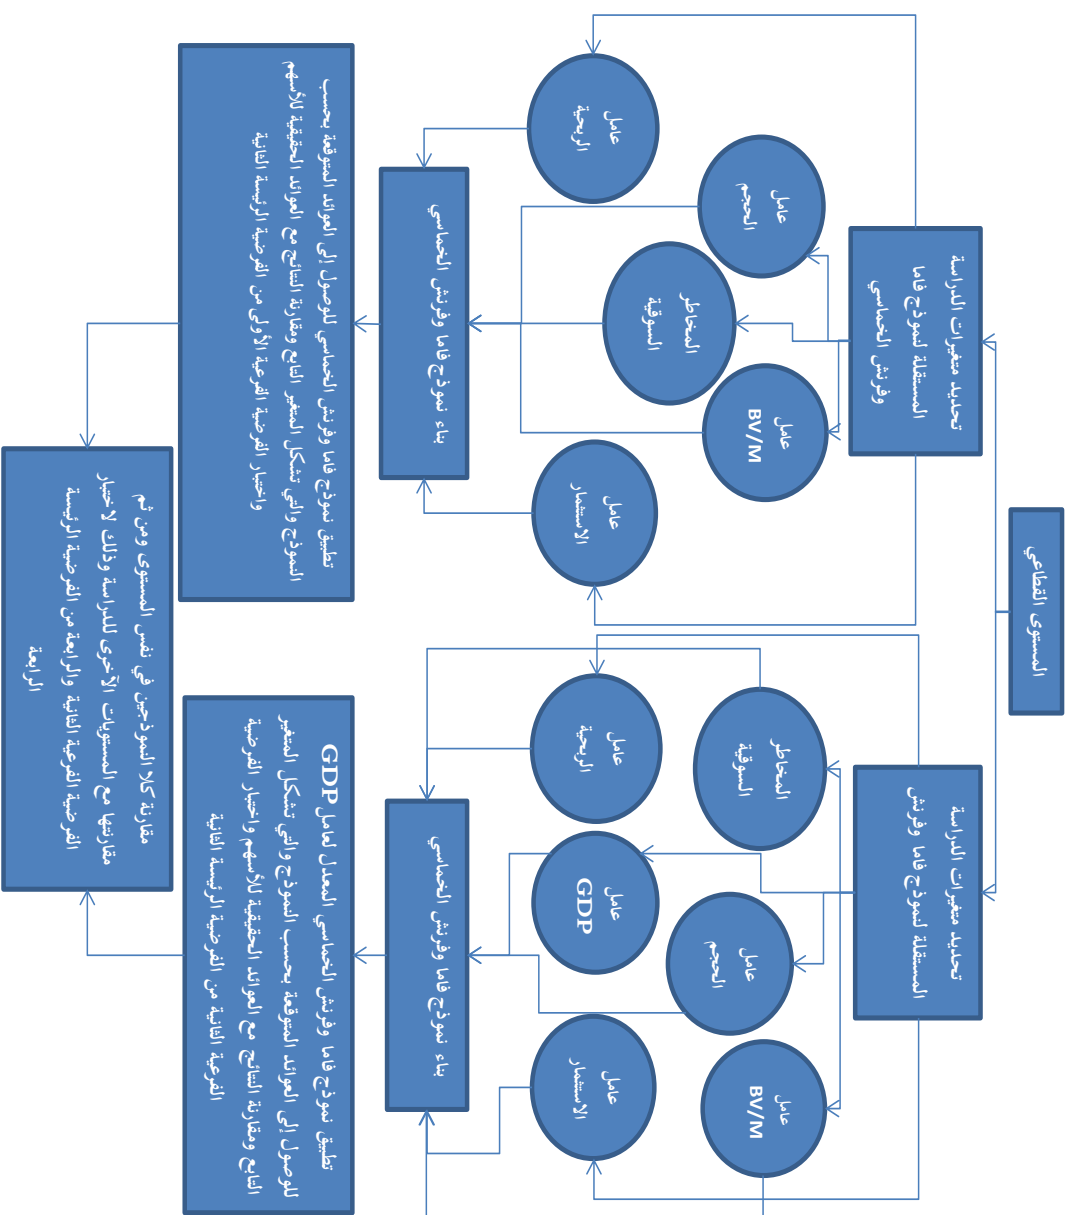 المستوى القطاعي
تحديد متغيرات الدراسة
المستقلة لنموذج فاما
وفرنش الخماسي
عامل
الربحية
عامل
الحجم
المخاطر
السوقية
عامل
BV/M
عامل
الاستثمار
بناء نموذج فاما وفرنش الخماسي
تطبيق نموذج فاما وفرنش الخماسي للوصول إلى العوائد المتوقعة بحسب
النموذج والتي تشكل المتغير التابع ومقارنة النتائج مع العوائد الحقيقية للأسهم
واختبار الفرضية الفرعية الأولى من الفرضية الرئيسة الثانية
تحديد متغيرات الدراسة
المستقلة لنموذج فاما وفرنش
المخاطر
السوقية
عامل
الربحية
عامل
GDP
عامل
الحجم
عامل
BV/M
عامل
الاستثمار
بناء نموذج فاما وفرنش الخماسي
تطبيق نموذج فاما وفرنش الخماسي المعدل لعامل GDP
للوصول إلى العوائد المتوقعة بحسب النموذج والتي تشكل المتغير
التابع ومقارنة النتائج مع العوائد الحقيقية للأسهم واختبار الفرضية
الفرعية الثانية من الفرضية الرئيسة الثانية
مقارنة كلا النموذجين في نفس المستوى ومن ثم
مقارنتها مع المستويات الآخرى للدراسة وذلك لاختبار
الفرضية الفرعية الثانية والرابعة من الفرضية الرئيسة
الرابعة